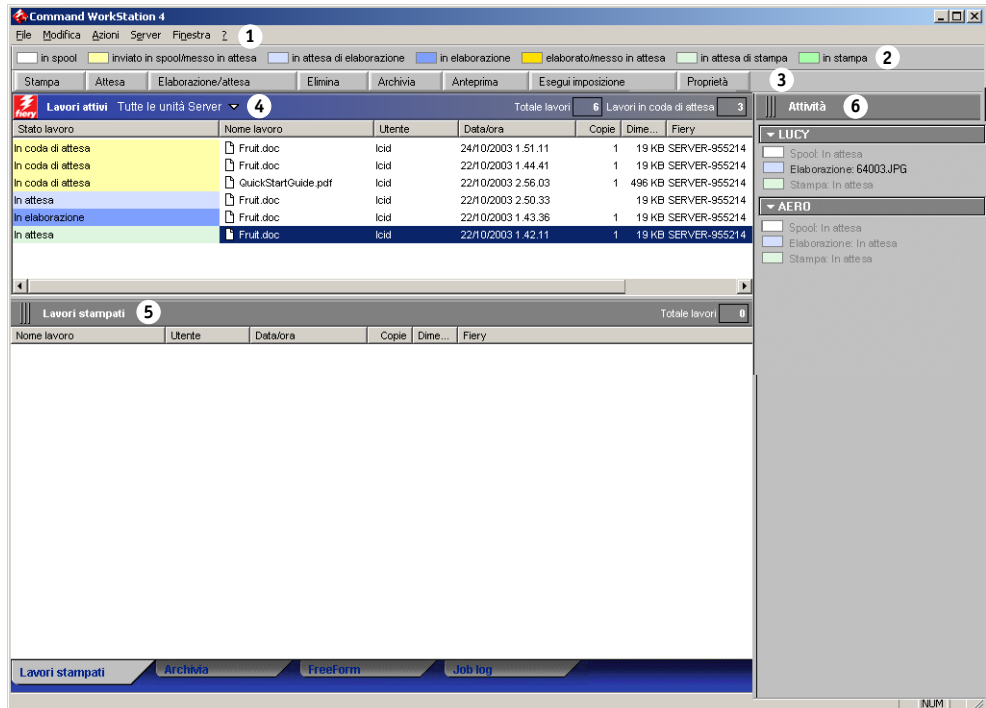 Command WorkStation 4
File Modifica Azioni Server Finestra ? 1
in spool inviato in spool/messo in attesa in attesa di elaborazione in elaborazione elaborato/messo in attesa in attesa di stampa in stampa 2
Stampa Attesa Elaborazione/attesa Elimina Archivia Anteprima Esegui imposizione Proprietà 3
fiery Lavori attivi Tutte le unità Server 4 Totale lavori 6 Lavori in coda di attesa 3
Stato lavoro Nome lavoro Utente Data/ora Copie Dime... Fiery
In coda di attesa Fruit.doc lcid 24/10/2003 1.51.11 1 19 KB SERVER-955214
In coda di attesa Fruit.doc lcid 22/10/2003 1.44.41 1 19 KB SERVER-955214
In coda di attesa QuickStartGuide.pdf lcid 22/10/2003 2.56.03 1 496 KB SERVER-955214
In attesa Fruit.doc lcid 22/10/2003 2.50.33 19 KB SERVER-955214
In elaborazione Fruit.doc lcid 22/10/2003 1.43.36 1 19 KB SERVER-955214
In attesa Fruit.doc lcid 22/10/2003 1.42.11 1 19 KB SERVER-955214
Lavori stampati 5 Totale lavori 0
Nome lavoro Utente Data/ora Copie Dime... Fiery
Lavori stampati Archivia FreeForm Job log
Attività 6
LUCY
Spool: In attesa
Elaborazione: 64003.JPG
Stampa: In attesa
AERO
Spool: In attesa
Elaborazione: In attesa
Stampa: In attesa
NUM